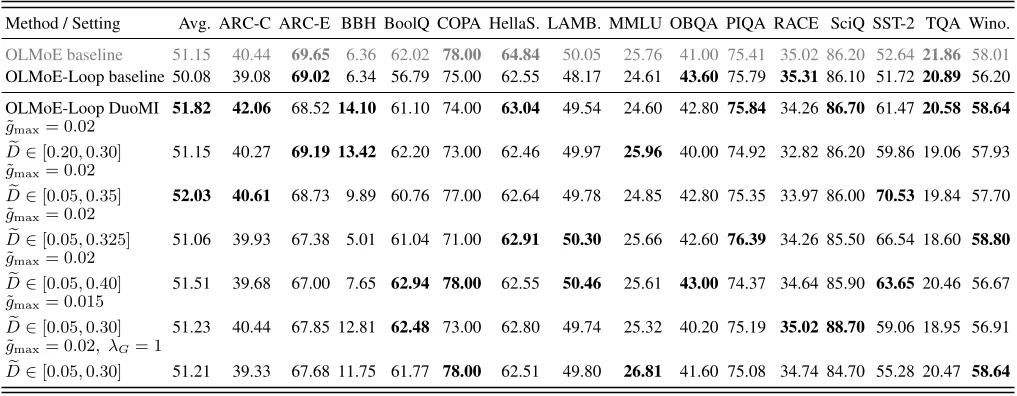 Method / Setting Avg. ARC-C ARC-E BBH BoolQ COPA HellaS. LAMB. MMLU OBQA PIQA RACE SciQ SST-2 TQA Wino.
OLMoE baseline 51.15 40.44 69.65 6.36 62.02 78.00 64.84 50.05 25.76 41.00 75.41 35.02 86.20 52.64 21.86 58.01
OLMoE-Loop baseline 50.08 39.08 69.02 6.34 56.79 75.00 62.55 48.17 24.61 43.60 75.79 35.31 86.10 51.72 20.89 56.20
OLMoE-Loop DuoMI 51.82 42.06 68.52 14.10 61.10 74.00 63.04 49.54 24.60 42.80 75.84 34.26 86.70 61.47 20.58 58.64
g̃max = 0.02
D̃ ∈ [0.20, 0.30] 51.15 40.27 69.19 13.42 62.20 73.00 62.46 49.97 25.96 40.00 74.92 32.82 86.20 59.86 19.06 57.93
g̃max = 0.02
D̃ ∈ [0.05, 0.35] 52.03 40.61 68.73 9.89 60.76 77.00 62.64 49.78 24.85 42.80 75.35 33.97 86.00 70.53 19.84 57.70
g̃max = 0.02
D̃ ∈ [0.05, 0.325] 51.06 39.93 67.38 5.01 61.04 71.00 62.91 50.30 25.66 42.60 76.39 34.26 85.50 66.54 18.60 58.80
g̃max = 0.02
D̃ ∈ [0.05, 0.40] 51.51 39.68 67.00 7.65 62.94 78.00 62.54 50.46 25.61 43.00 74.37 34.64 85.90 63.65 20.46 56.67
g̃max = 0.015
D̃ ∈ [0.05, 0.30] 51.23 40.44 67.85 12.81 62.48 73.00 62.80 49.74 25.32 40.20 75.19 35.02 88.70 59.06 18.95 56.91
g̃max = 0.02, λG = 1
D̃ ∈ [0.05, 0.30] 51.21 39.33 67.68 11.75 61.77 78.00 62.51 49.80 26.81 41.60 75.08 34.74 84.70 55.28 20.47 58.64